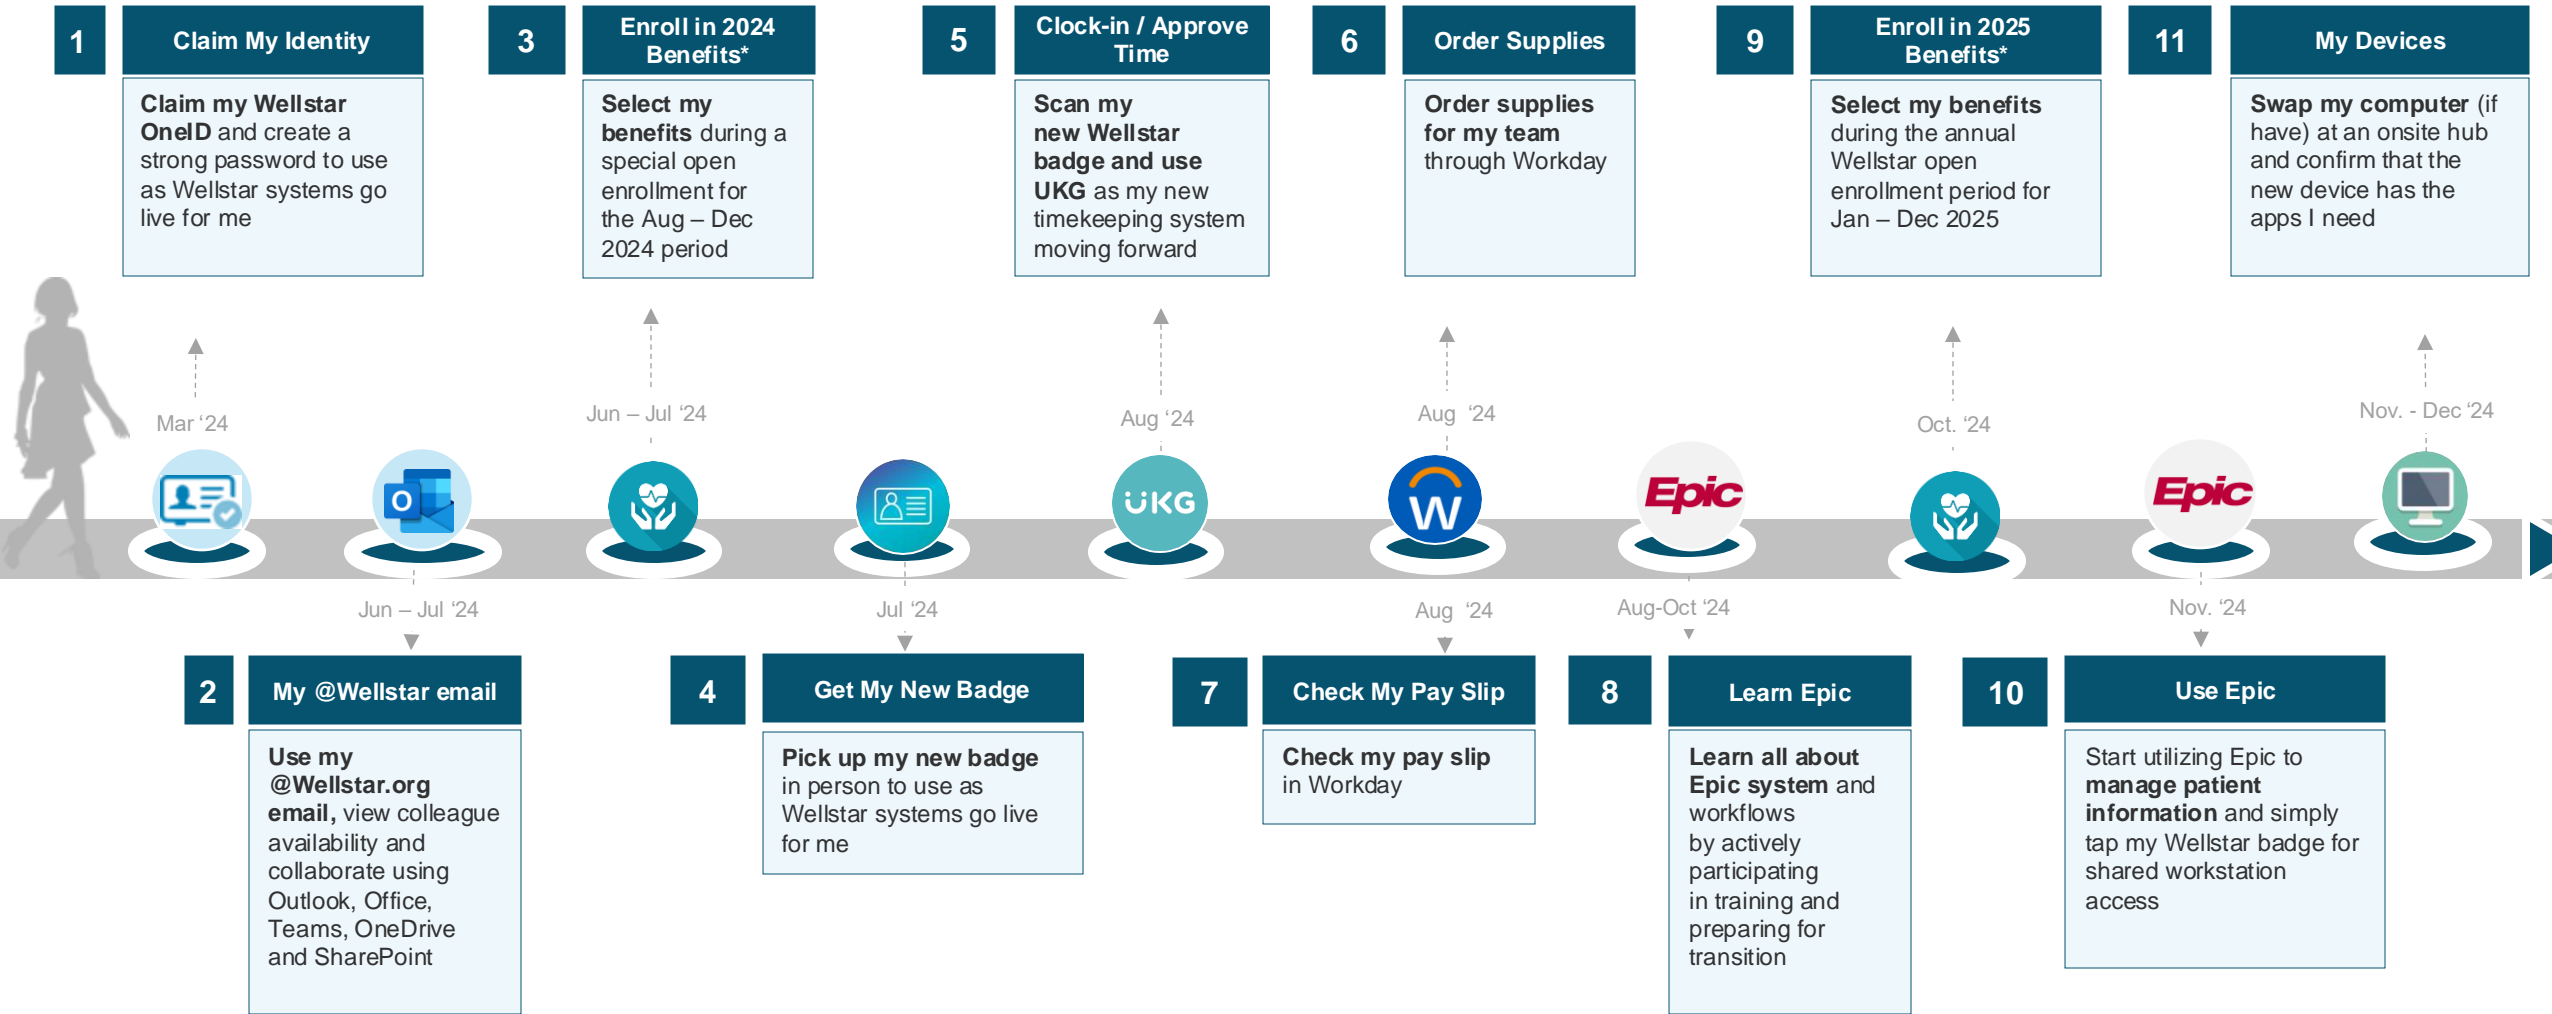 1
Claim My Identity
Claim my Wellstar
OneID and create a
strong password to use
as Wellstar systems go
live for me
Mar ‘24
2
My @Wellstar email
Jun – Jul ‘24
Use my
@Wellstar.org
email, view colleague
availability and
collaborate using
Outlook, Office,
Teams, OneDrive
and SharePoint
O
3
Enroll in 2024
Benefits*
Select my
benefits during a
special open
enrollment for
the Aug – Dec
2024 period
Jun – Jul ‘24
4
Get My New Badge
Jul ‘24
Pick up my new badge
in person to use as
Wellstar systems go live
for me
5
Clock-in / Approve
Time
Scan my
new Wellstar
badge and use
UKG as my new
timekeeping system
moving forward
Aug ‘24
UKG
6
Order Supplies
Order supplies
for my team
through Workday
Aug ‘24
W
7
Check My Pay Slip
Aug ‘24
Check my pay slip
in Workday
8
Learn Epic
Epic
Aug-Oct ‘24
Learn all about
Epic system and
workflows
by actively
participating
in training and
preparing for
transition
9
Enroll in 2025
Benefits*
Select my benefits
during the annual
Wellstar open
enrollment period for
Jan – Dec 2025
Oct. ‘24
10
Use Epic
Epic
Nov. ‘24
Start utilizing Epic to
manage patient
information and simply
tap my Wellstar badge for
shared workstation
access
11
My Devices
Swap my computer (if
have) at an onsite hub
and confirm that the
new device has the
apps I need
Nov. - Dec ‘24